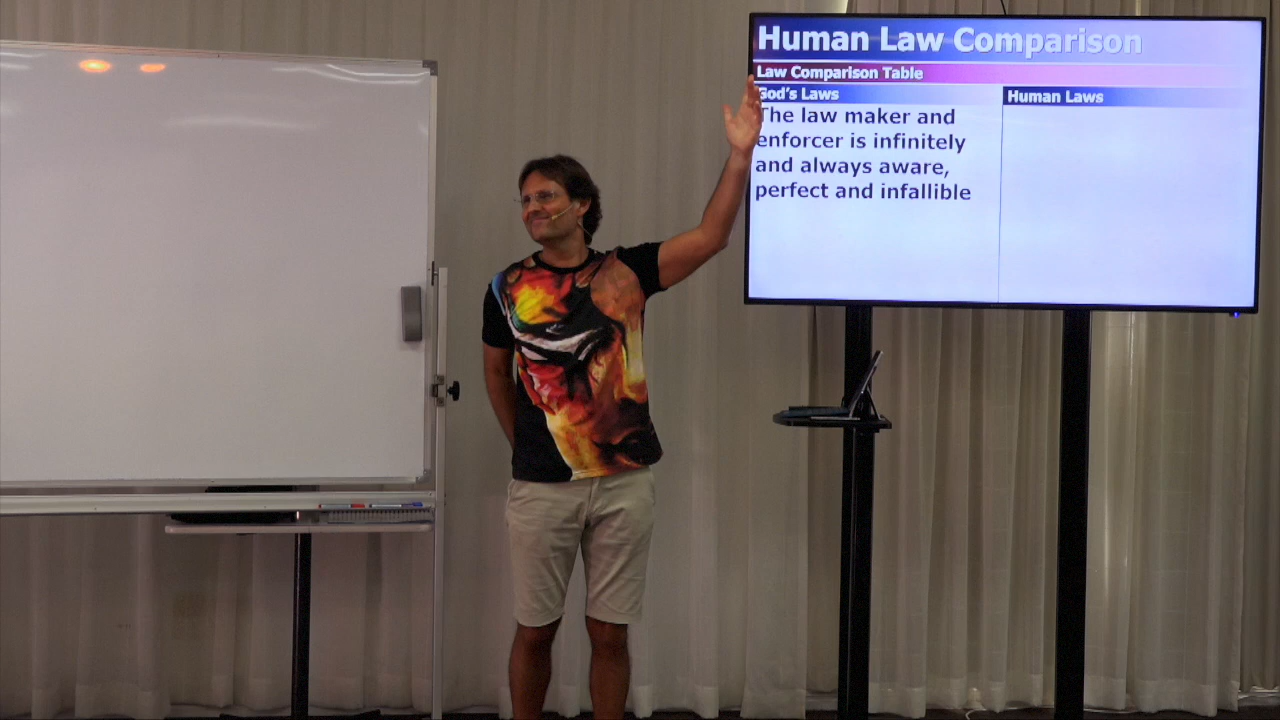 Human Law Comparison
Law Comparison Table
God's Laws
Human Laws
The law maker and
enforcer is infinitely
and always aware,
perfect and infallible